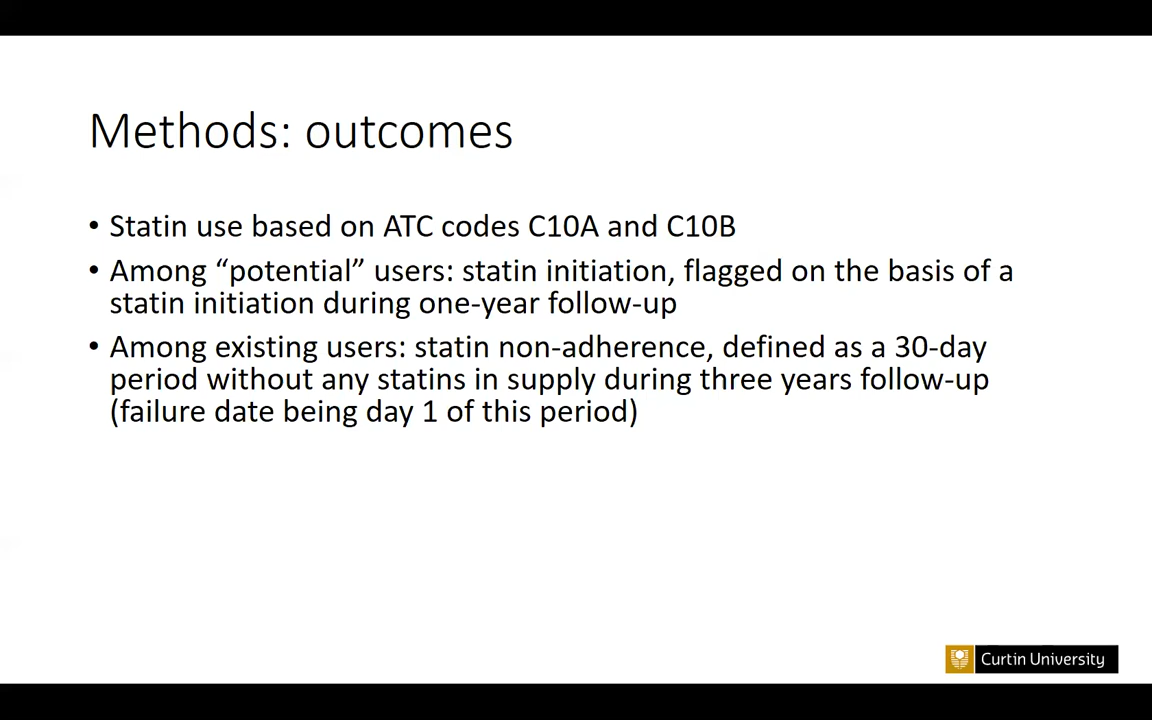 Methods: outcomes
• Statin use based on ATC codes C10A and C10B
• Among “potential” users: statin initiation, flagged on the basis of a
statin initiation during one-year follow-up
• Among existing users: statin non-adherence, defined as a 30-day
period without any statins in supply during three years follow-up
(failure date being day 1 of this period)
Curtin University